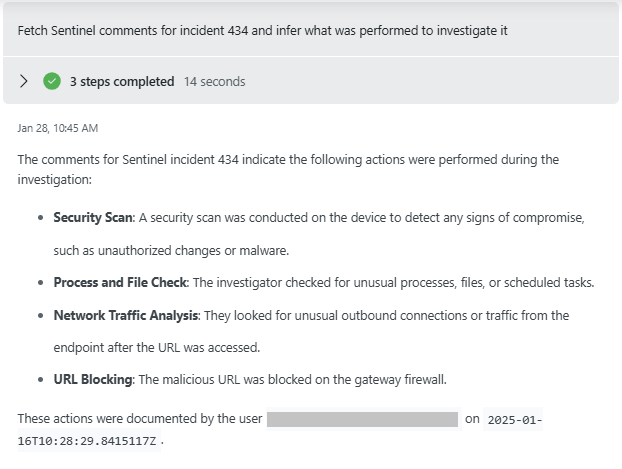 Fetch Sentinel comments for incident 434 and infer what was performed to investigate it
3 steps completed 14 seconds
Jan 28, 10:45 AM
The comments for Sentinel incident 434 indicate the following actions were performed during the
investigation:
• Security Scan: A security scan was conducted on the device to detect any signs of compromise,
such as unauthorized changes or malware.
• Process and File Check: The investigator checked for unusual processes, files, or scheduled tasks.
• Network Traffic Analysis: They looked for unusual outbound connections or traffic from the
endpoint after the URL was accessed.
• URL Blocking: The malicious URL was blocked on the gateway firewall.
These actions were documented by the user on 2025-01-
16T10:28:29.8415117Z .